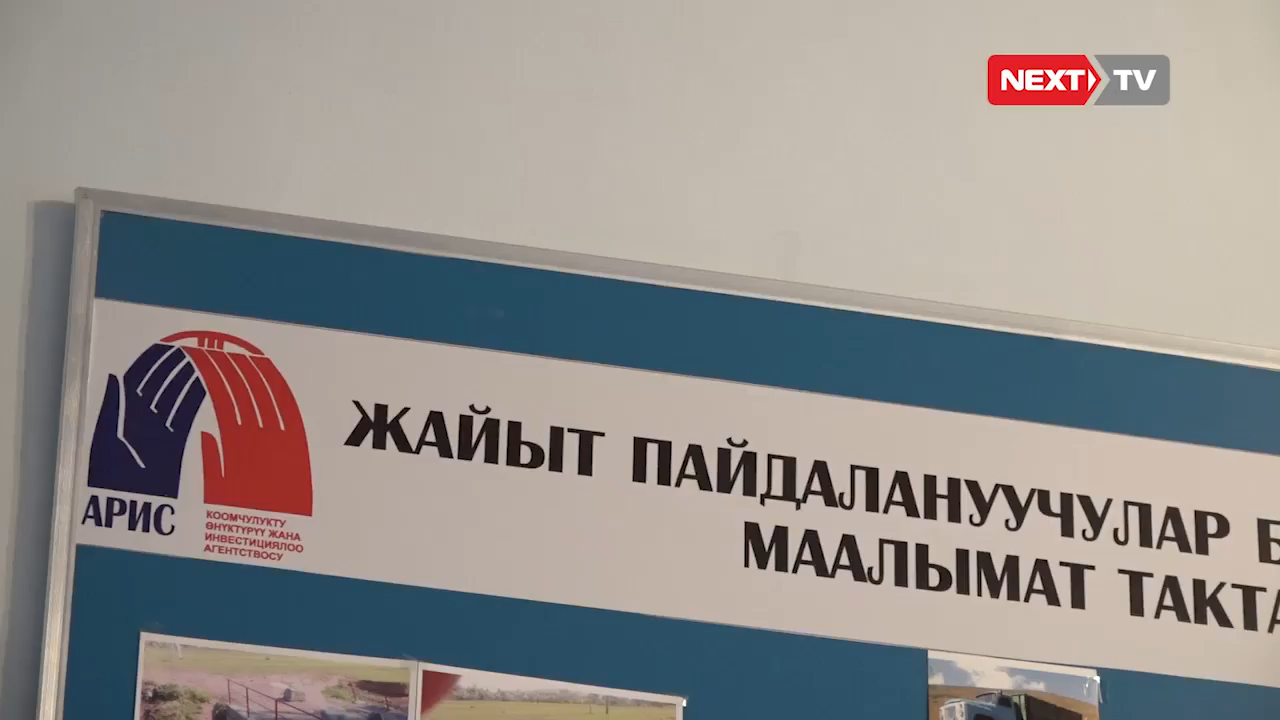 NEXT TV
ЖАЙЫТ ПАЙДАЛАНУУЧУЛАР
МААЛЫМАТ
АРИС
КООМЧУЛУКТУ
ӨНҮКТҮРҮҮ ЖАНА
ИНВЕСТИЦИЯЛОО
АГЕНТСТВОСУ